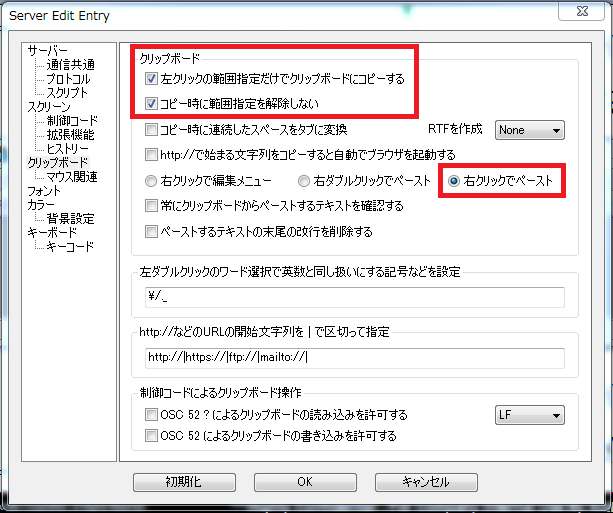 Server Edit Entry
サーバー
通信共通
プロトコル
スクリプト
スクリーン
制御コード
拡張機能
ヒストリー
クリップボード
マウス関連
フォント
カラー
背景設定
キーボード
キーコード
クリップボード
左クリックの範囲指定だけでクリップボードにコピーする
コピー時に範囲指定を解除しない
コピー時に連続したスペースをタブに変換 RTFを作成 None
http://で始まる文字列をコピーすると自動でブラウザを起動する
右クリックで編集メニュー 右ダブルクリックでペースト 右クリックでペースト
常にクリップボードからペーストするテキストを確認する
ペーストするテキストの末尾の改行を削除する
左ダブルクリックのワード選択で英数と同し扱いにする記号などを設定
¥/_
http://などのURLの開始文字列を | で区切って指定
http://|https://|ftp://|mailto://|
制御コードによるクリップボード操作
OSC 52 ? によるクリップボードの読み込みを許可する LF
OSC 52 によるクリップボードの書き込みを許可する
初期化 OK キャンセル